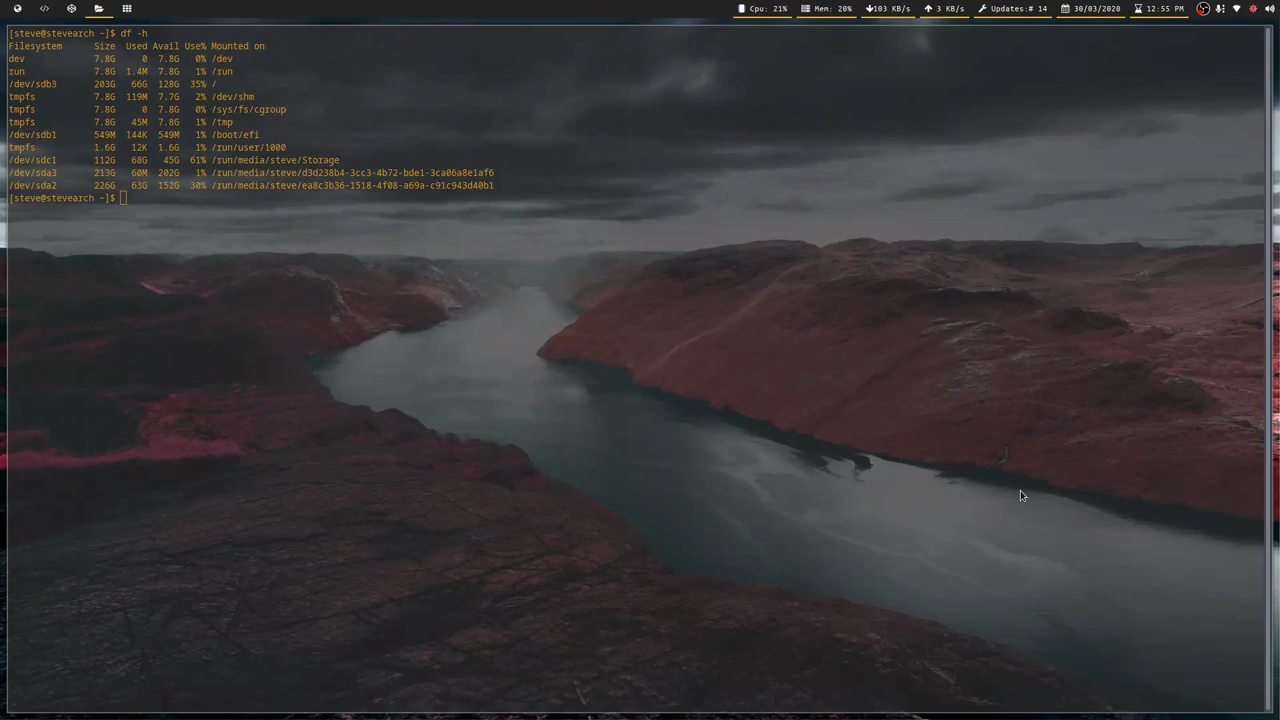 Cpu: 21% Mem: 20% 103 KB/s 3 KB/s Updates:# 14 30/03/2020 12:55 PM
[steve@stevearch ~]$ df -h
Filesystem Size Used Avail Use% Mounted on
dev 7.8G 0 7.8G 0% /dev
run 7.8G 1.4M 7.8G 1% /run
/dev/sdb3 203G 66G 128G 35% /
tmpfs 7.8G 119M 7.7G 2% /dev/shm
tmpfs 7.8G 0 7.8G 0% /sys/fs/cgroup
tmpfs 7.8G 45M 7.8G 1% /tmp
/dev/sdb1 549M 144K 549M 1% /boot/efi
tmpfs 1.6G 12K 1.6G 1% /run/user/1000
/dev/sdc1 112G 68G 45G 61% /run/media/steve/Storage
/dev/sda3 213G 60M 202G 1% /run/media/steve/d3d238b4-3cc3-4b72-bde1-3ca06a8e1af6
/dev/sda2 226G 63G 152G 30% /run/media/steve/ea8c3b36-1518-4f08-a69a-c91c943d40b1
[steve@stevearch ~]$